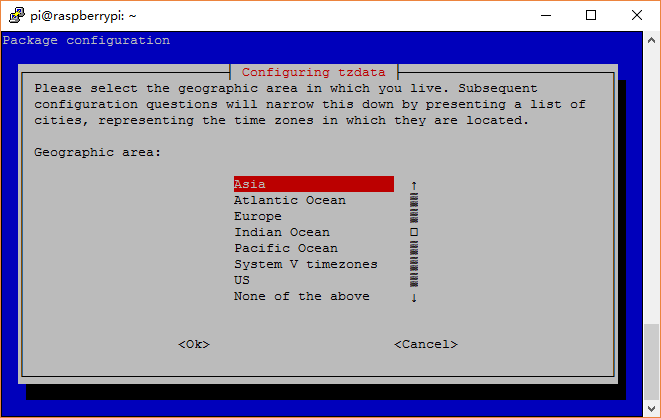 pi@raspberrypi: ~
Package configuration
Configuring tzdata
Please select the geographic area in which you live. Subsequent
configuration questions will narrow this down by presenting a list of
cities, representing the time zones in which they are located.
Geographic area:
Asia
Atlantic Ocean
Europe
Indian Ocean
Pacific Ocean
System V timezones
US
None of the above
<Ok> <Cancel>